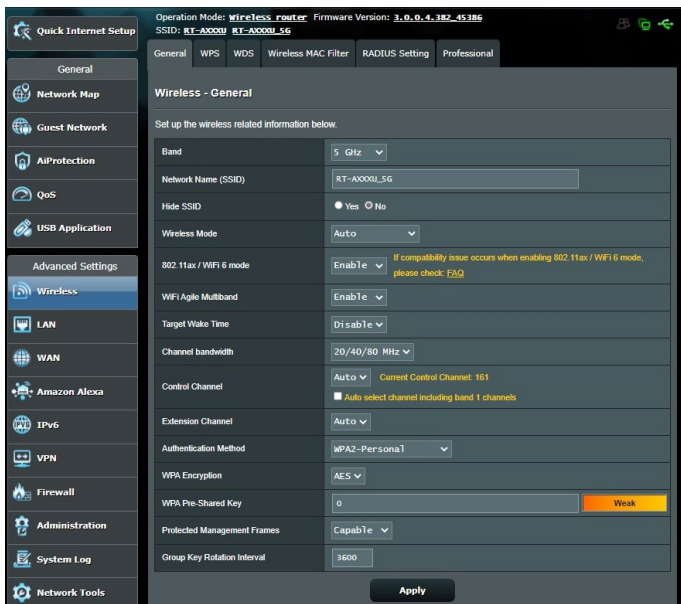 Quick Internet Setup
General
Network Map
Guest Network
AiProtection
QoS
USB Application
Advanced Settings
Wireless
LAN
WAN
Amazon Alexa
IPv6
VPN
Firewall
Administration
System Log
Network Tools
Operation Mode: Wireless router Firmware Version: 3.0.0.4.382_45386
SSID: RT-AXXXU RT-AXXXU_5G
General WPS WDS Wireless MAC Filter RADIUS Setting Professional
Wireless - General
Set up the wireless related information below.
Band 5 GHz
Network Name (SSID) RT-AXXXU_5G
Hide SSID Yes No
Wireless Mode Auto
802.11ax / WiFi 6 mode Enable If compatibility issue occurs when enabling 802.11ax / WiFi 6 mode,
please check: FAQ
WiFi Agile Multiband Enable
Target Wake Time Disable
Channel bandwidth 20/40/80 MHz
Control Channel Auto Current Control Channel: 161
Auto select channel including band 1 channels
Extension Channel Auto
Authentication Method WPA2-Personal
WPA Encryption AES
WPA Pre-Shared Key 0 Weak
Protected Management Frames Capable
Group Key Rotation Interval 3600
Apply